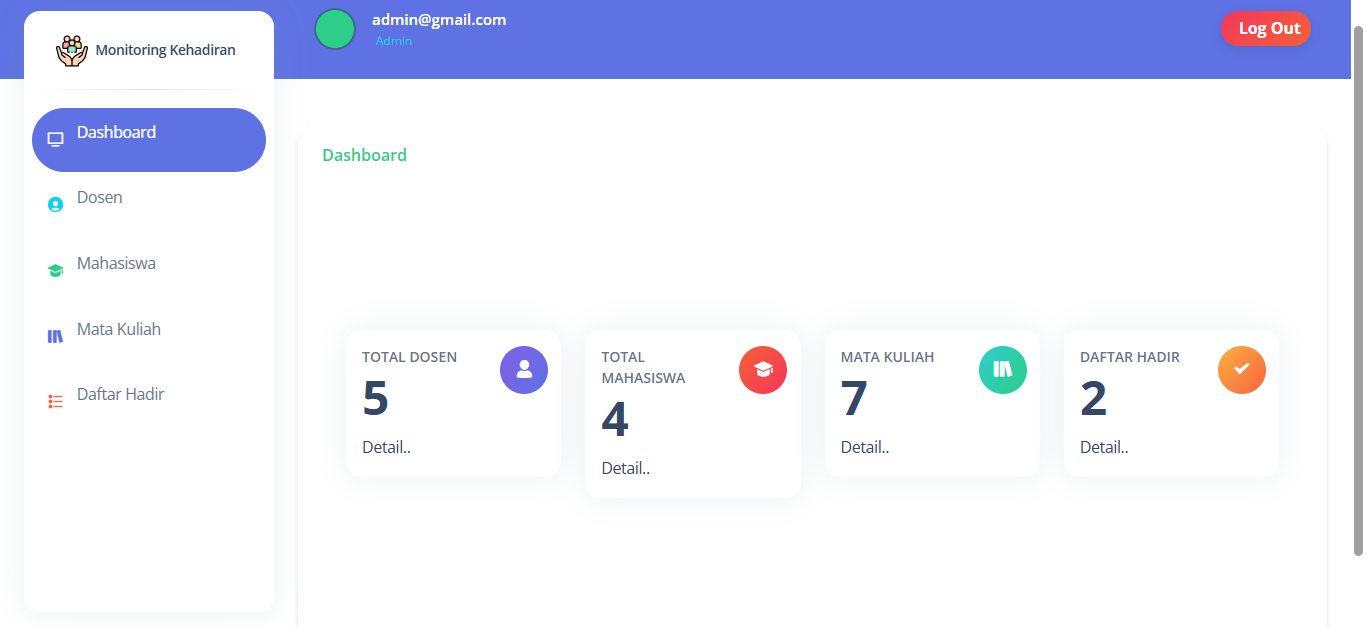 Monitoring Kehadiran
admin@gmail.com
Admin
Log Out
Dashboard
Dosen
Mahasiswa
Mata Kuliah
Daftar Hadir
Dashboard
TOTAL DOSEN
5
Detail..
TOTAL
MAHASISWA
4
Detail..
MATA KULIAH
7
Detail..
DAFTAR HADIR
2
Detail..